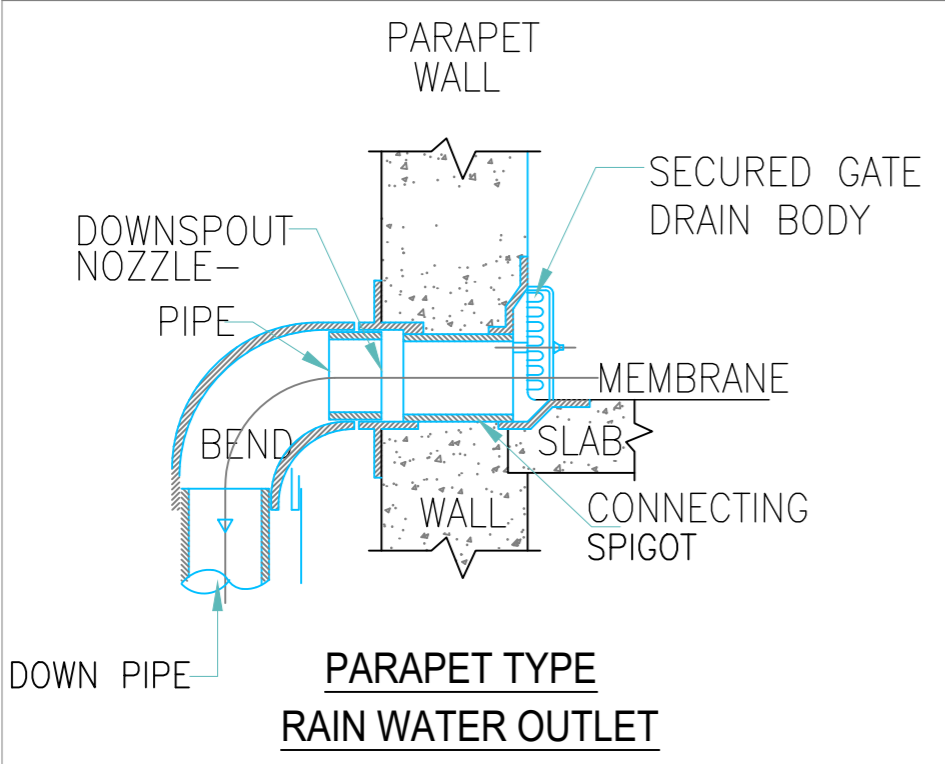 PARAPET
WALL
SECURED GATE
DRAIN BODY
DOWNSPOUT
NOZZLE-
PIPE
MEMBRANE
BEND
SLAB
WALL
CONNECTING
SPIGOT
DOWN PIPE
PARAPET TYPE
RAIN WATER OUTLET